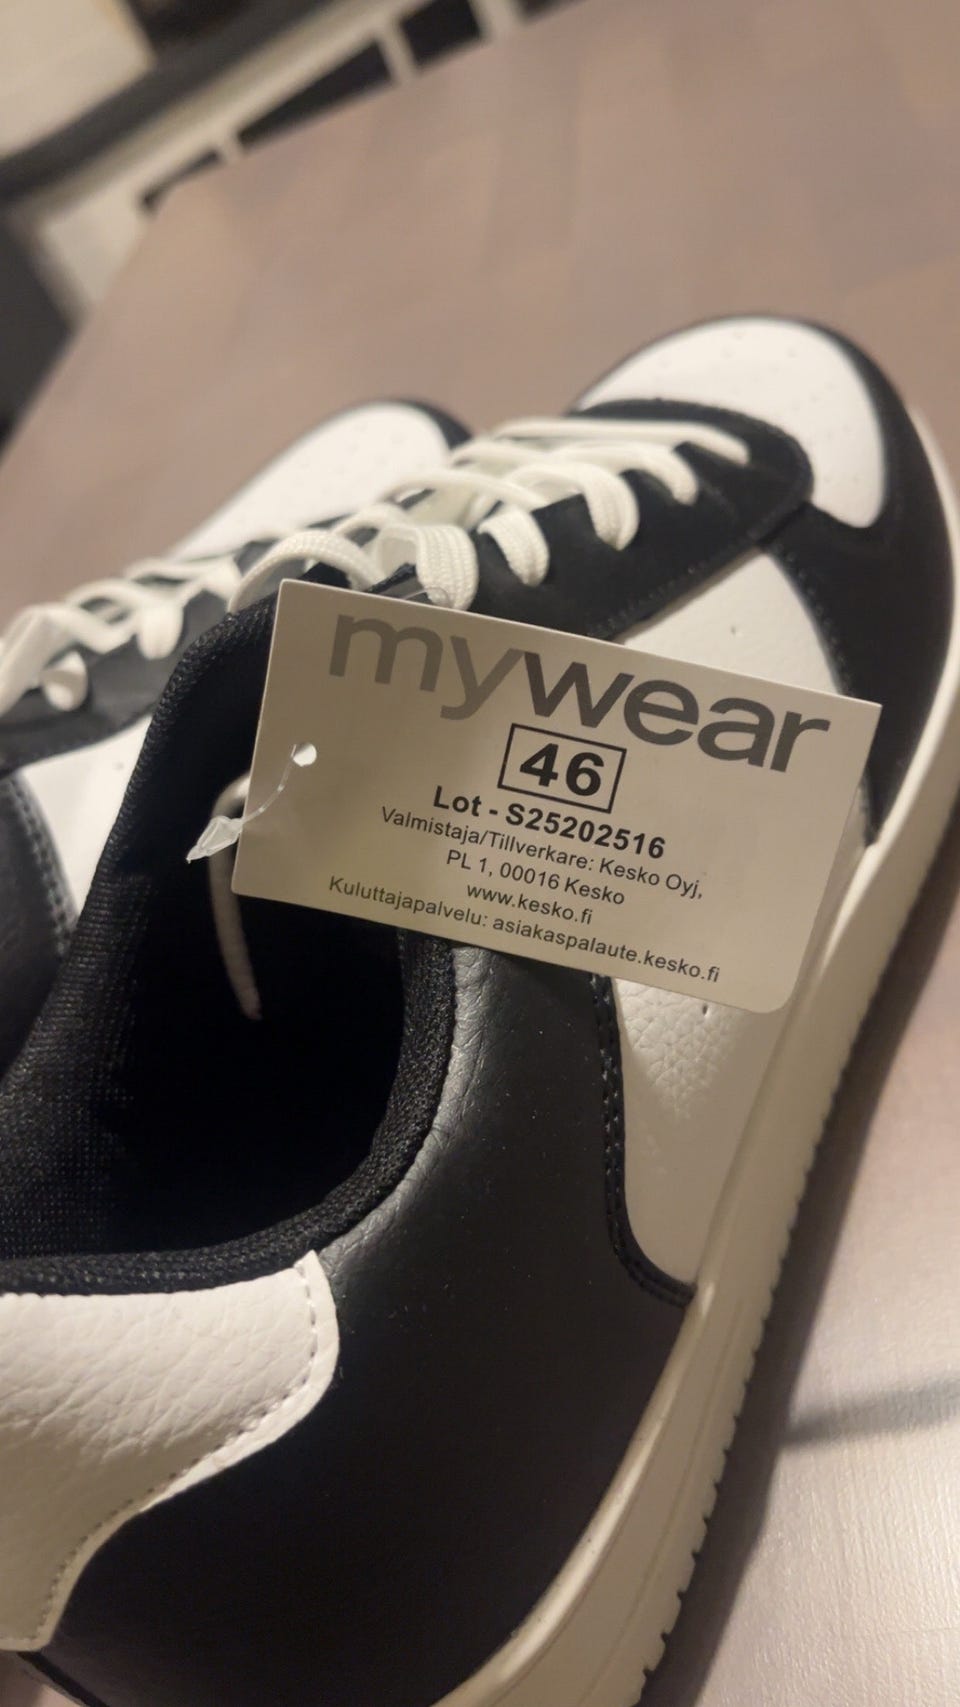 mywear
46
Lot - S25202516
Valmistaja/Tillverkare: Kesko Oyj,
PL 1, 00016 Kesko
www.kesko.fi
Kuluttajapalvelu: asiakaspalaute.kesko.fi